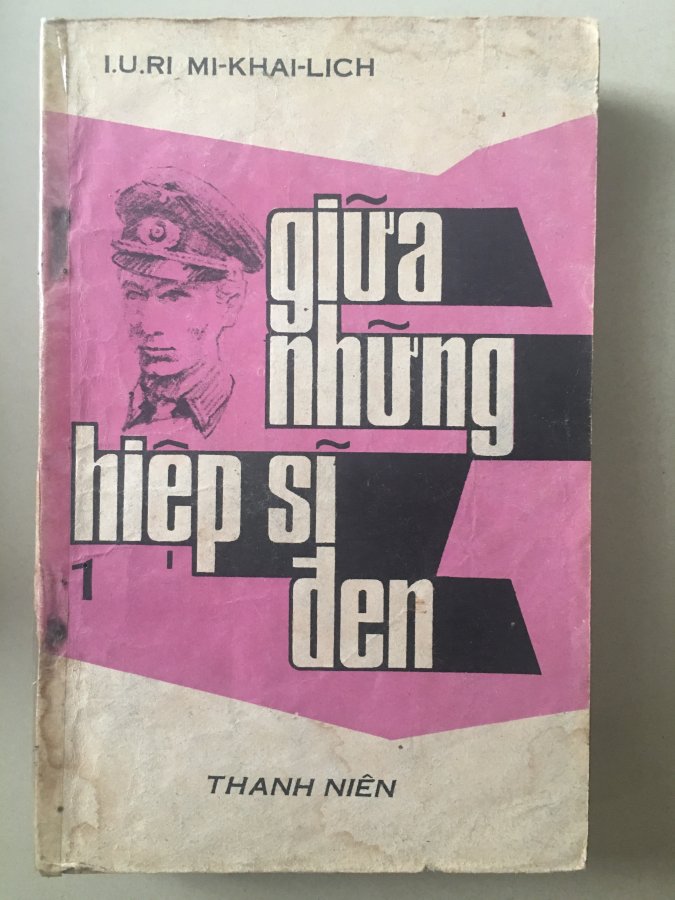 I.U.RI MI-KHAI-LICH
giữa
những
hiệp sĩ
đen
1
THANH NIÊN